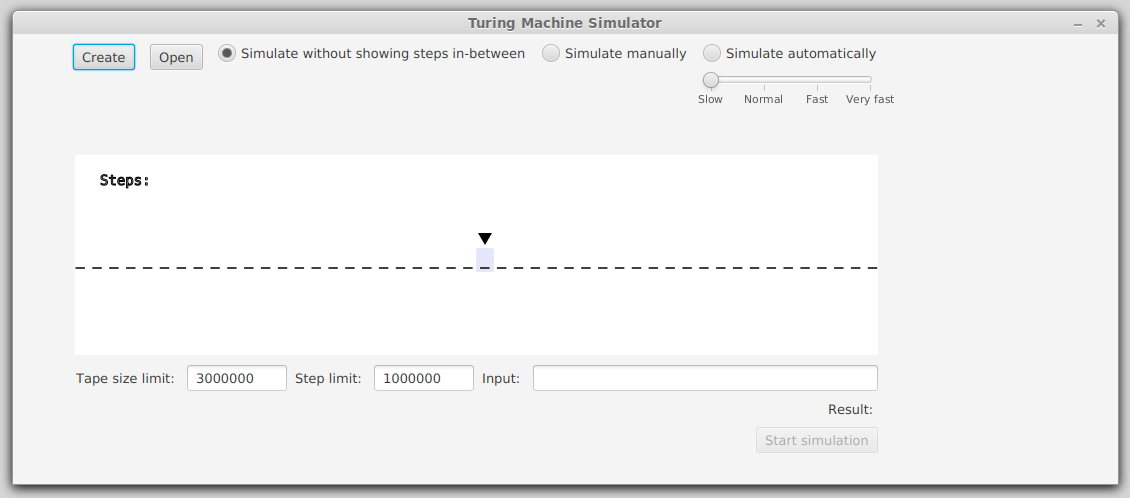 Turing Machine Simulator
Create Open Simulate without showing steps in-between Simulate manually Simulate automatically
Slow Normal Fast Very fast
Steps:
Tape size limit: 3000000 Step limit: 1000000 Input:
Result:
Start simulation